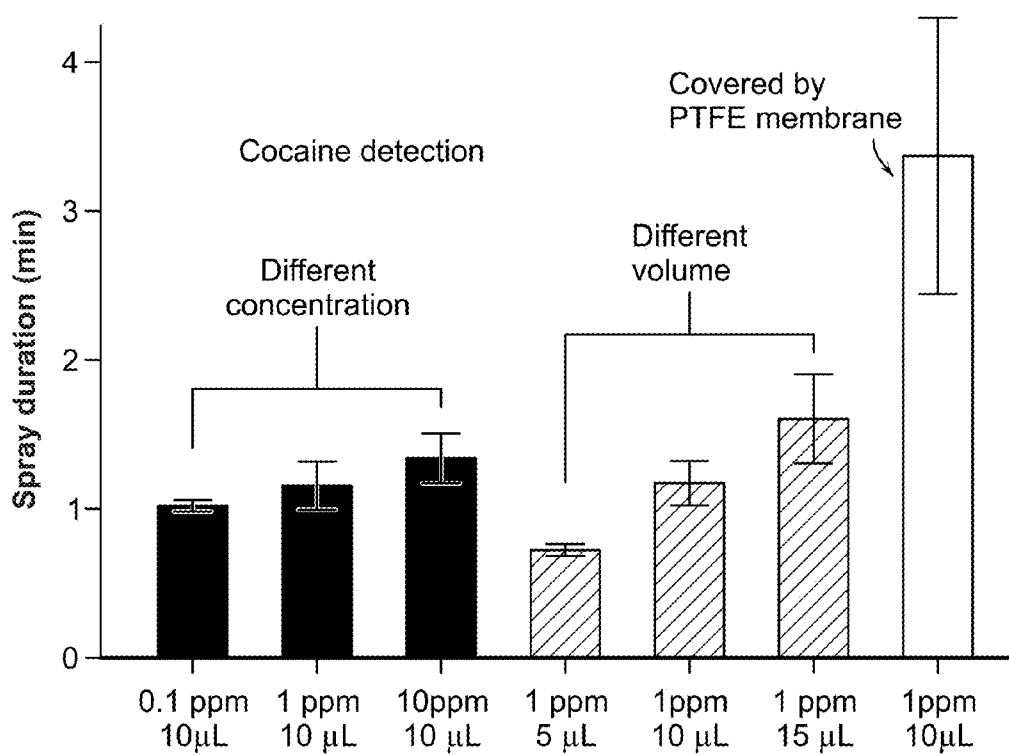 Spray duration (min)
4
3
2
1
0
Cocaine detection
Different
concentration
Different
volume
Covered by
PTFE membrane
0.1 ppm
10µL
1 ppm
10 µL
10ppm
10 µL
1 ppm
5 µL
1ppm
10 µL
1 ppm
15 µL
1ppm
10µL